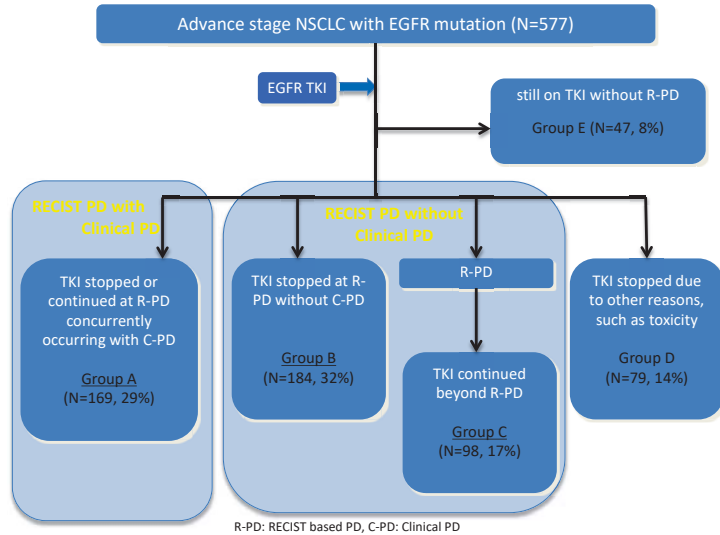 Advance stage NSCLC with EGFR mutation (N=577)
EGFR TKI
still on TKI without R-PD
Group E (N=47, 8%)
RECIST PD with
Clinical PD
RECIST PD without
Clinical PD
TKI stopped or
continued at R-PD
concurrently
occurring with C-PD
Group A
(N=169, 29%)
TKI stopped at R-
PD without C-PD
Group B
(N=184, 32%)
R-PD
TKI continued
beyond R-PD
Group C
(N=98, 17%)
TKI stopped due
to other reasons,
such as toxicity
Group D
(N=79, 14%)
R-PD: RECIST based PD, C-PD: Clinical PD